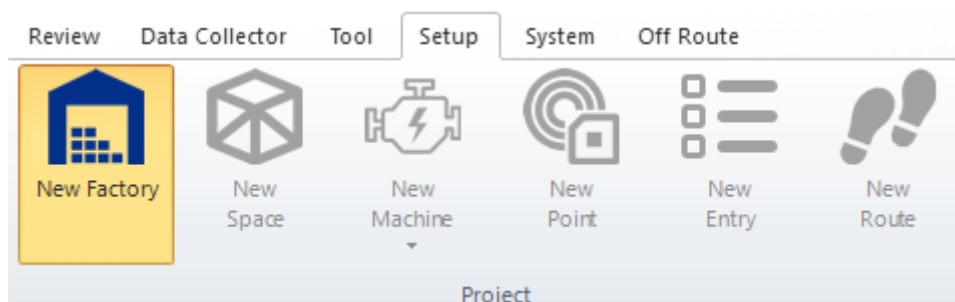 Review Data Collector Tool Setup System Off Route
New Factory New New New New New
Space Machine Point Entry Route
Project